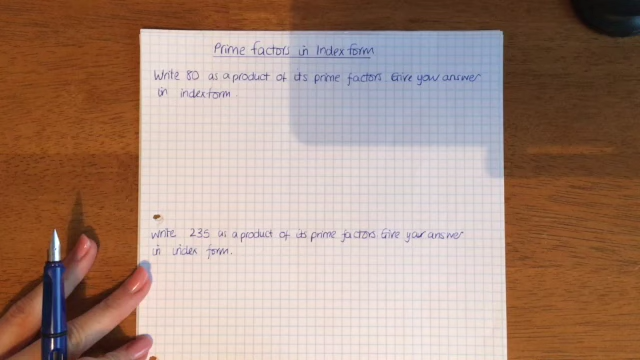 Prime factors in Index form
Write 80 as a product of its prime factors Give your answer
in index form.
Write 235 as a product of its prime factors Give your answer
in index form.